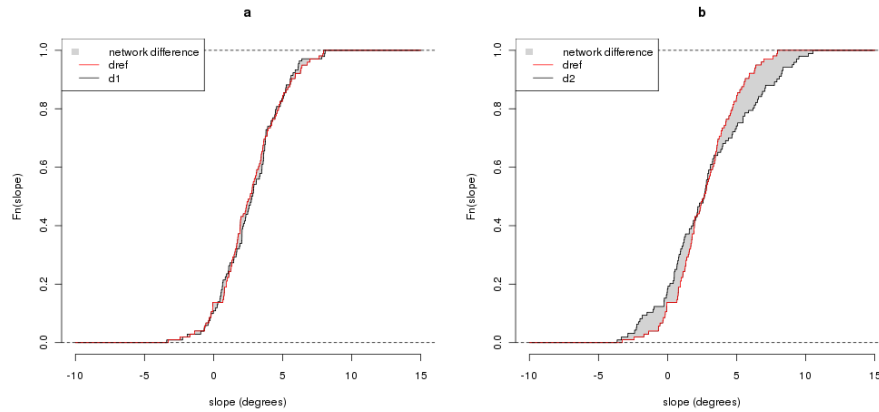 a
network difference
dref
d1
1.0
0.8
0.6
0.4
0.2
0.0
Fn(slope)
-10 -5 0 5 10 15
slope (degrees)
b
network difference
dref
d2
1.0
0.8
0.6
0.4
0.2
0.0
Fn(slope)
-10 -5 0 5 10 15
slope (degrees)